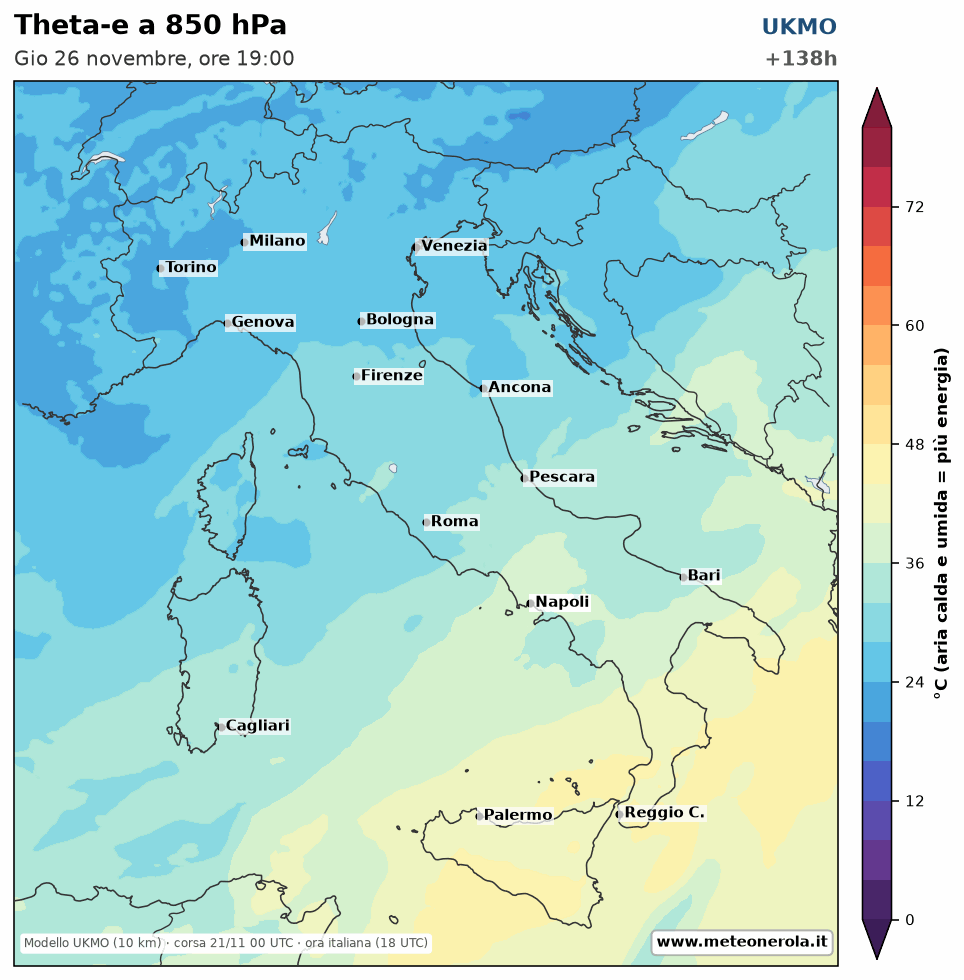 Theta-e a 850 hPa
UKMO
Gio 26 novembre, ore 19:00
+138h
Milano
Venezia
Torino
Genova
Bologna
Firenze
Ancona
Pescara
Roma
Bari
Napoli
Cagliari
Palermo
Reggio C.
72
60
48
36
24
12
0
°C (aria calda e umida = più energia)
Modello UKMO (10 km) · corsa 21/11 00 UTC · ora italiana (18 UTC)
www.meteonerola.it